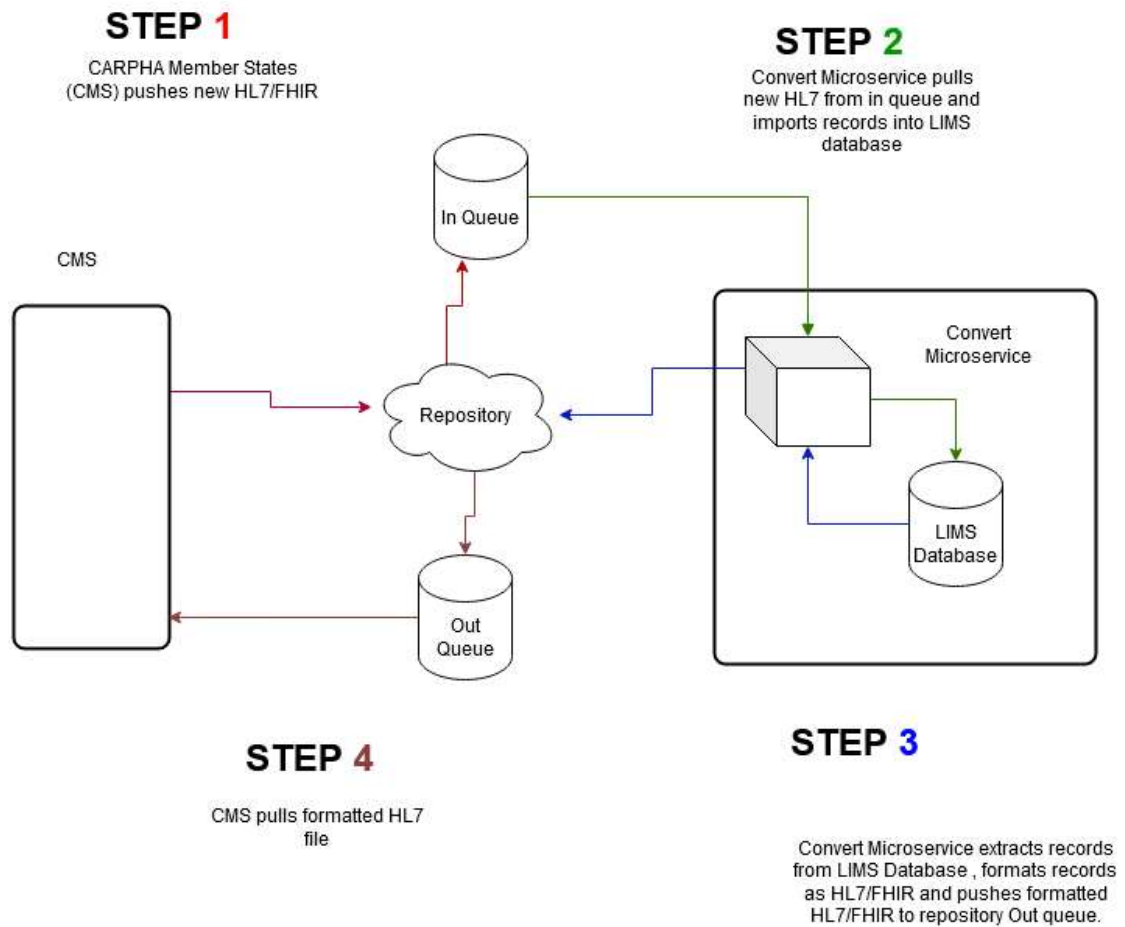 STEP 1
CARPHA Member States
(CMS) pushes new HL7/FHIR
STEP 2
Convert Microservice pulls
new HL7 from in queue and
imports records into LIMS
database
In Queue
CMS
Convert
Microservice
Repository
LIMS
Database
Out
Queue
STEP 4
CMS pulls formatted HL7
file
STEP 3
Convert Microservice extracts records
from LIMS Database , formats records
as HL7/FHIR and pushes formatted
HL7/FHIR to repository Out queue.